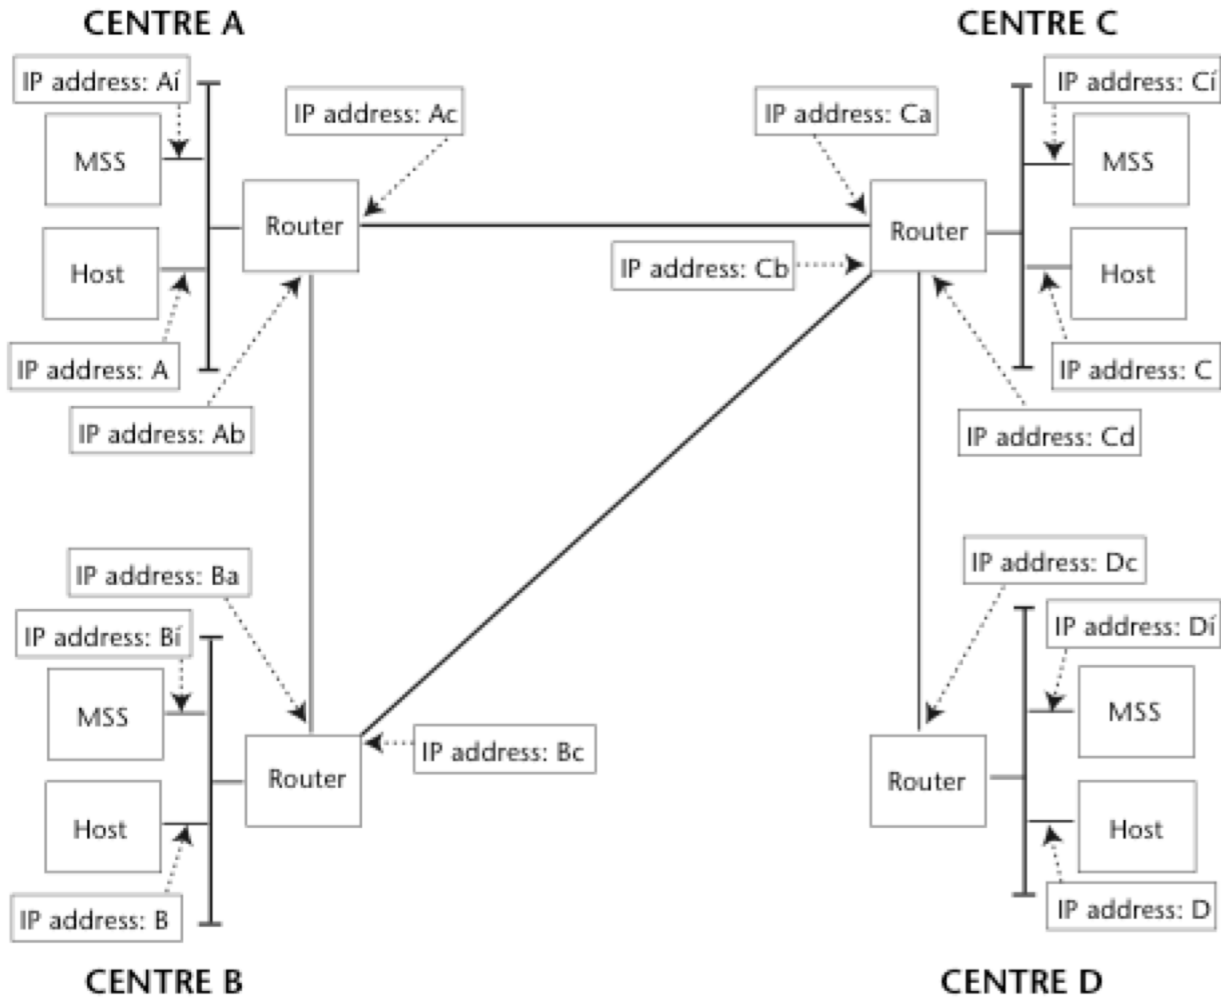 CENTRE A
IP address: Aí
MSS
Host
IP address: A
IP address: Ac
Router
IP address: Ab
CENTRE C
IP address: Ca
IP address: Cb
Router
IP address: Cí
MSS
Host
IP address: C
IP address: Cd
IP address: Ba
IP address: Bí
MSS
Host
IP address: B
Router
IP address: Bc
CENTRE B
IP address: Dc
IP address: Dí
MSS
Router
Host
IP address: D
CENTRE D